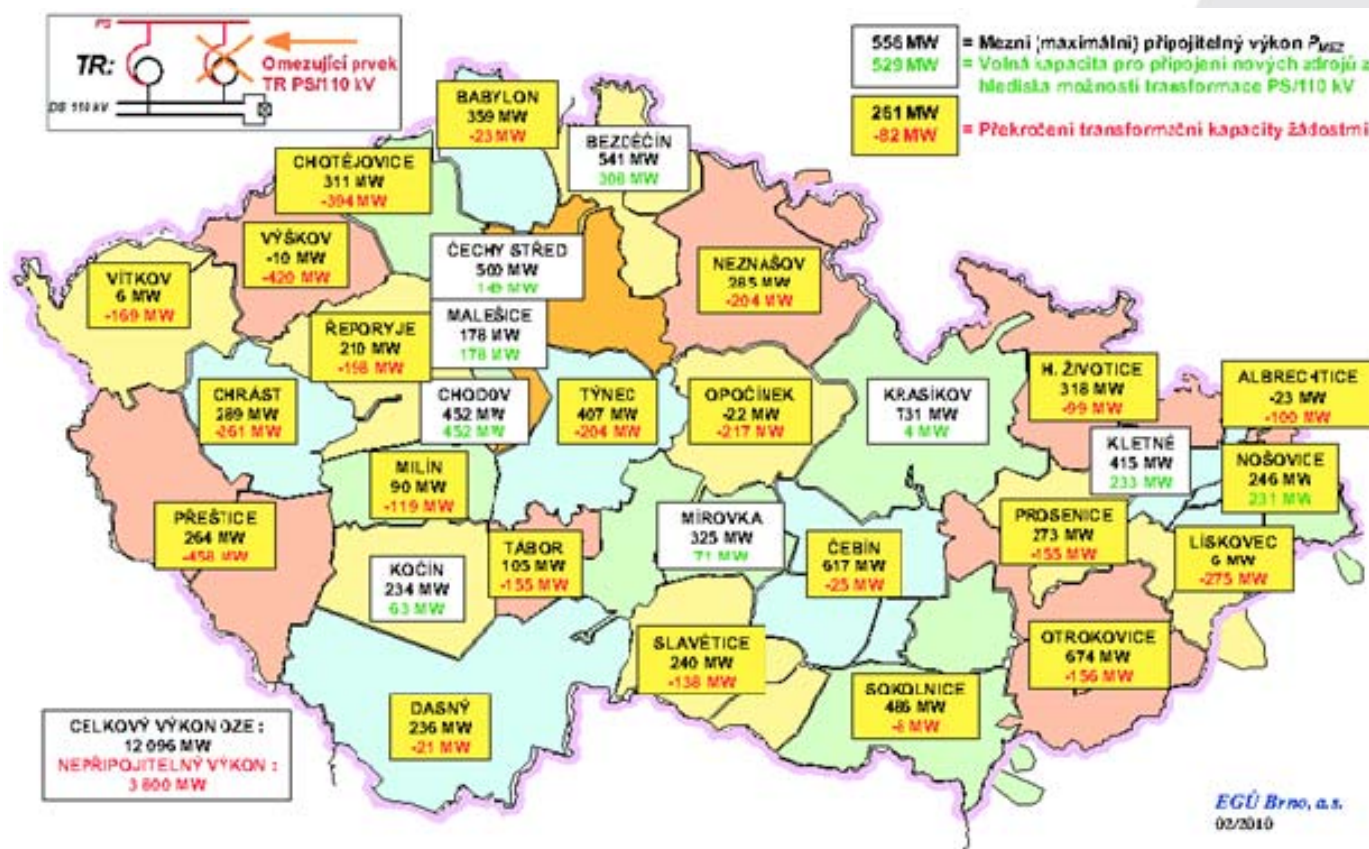 PS
TR:
Omezující prvek
TR PS/110 kV
DS 110 kV
556 MW = Mezní (maximální) připojitelný výkon PMEZ
529 MW = Volná kapacita pro připojení nových zdrojů z
hlediska možností transformace PS/110 kV
261 MW
-82 MW = Překročení transformační kapacity žádostmi
BABYLON
359 MW
-23 MW
BEZDĚČÍN
541 MW
308 MW
CHOTĚJOVICE
311 MW
-394 MW
VÝŠKOV
-10 MW
-420 MW
ČECHY STŘED
500 MW
149 MW
NEZNAŠOV
285 MW
-204 MW
VÍTKOV
6 MW
-169 MW
MALEŠICE
178 MW
178 MW
ŘEPORYJE
210 MW
-198 MW
CHRÁST
289 MW
-261 MW
CHODOV
452 MW
452 MW
TÝNEC
407 MW
-204 MW
OPOČÍNEK
-22 MW
-217 MW
KRASÍKOV
731 MW
4 MW
H. ŽIVOTICE
318 MW
-99 MW
ALBRECHTICE
-23 MW
-100 MW
KLETNÉ
415 MW
233 MW
NOŠOVICE
246 MW
231 MW
MILÍN
90 MW
-119 MW
PŘEŠTICE
264 MW
-458 MW
TÁBOR
105 MW
-155 MW
MÍROVKA
325 MW
71 MW
ČEBÍN
617 MW
-25 MW
PROSENICE
273 MW
-155 MW
LÍSKOVEC
6 MW
-275 MW
KOČÍN
234 MW
63 MW
SLAVĚTICE
240 MW
-138 MW
OTROKOVICE
674 MW
-156 MW
SOKOLNICE
486 MW
-8 MW
DASNÝ
236 MW
-21 MW
CELKOVÝ VÝKON OZE :
12 096 MW
NEPŘIPOJITELNÝ VÝKON :
3 800 MW
EGÚ Brno, a.s.
02/2010